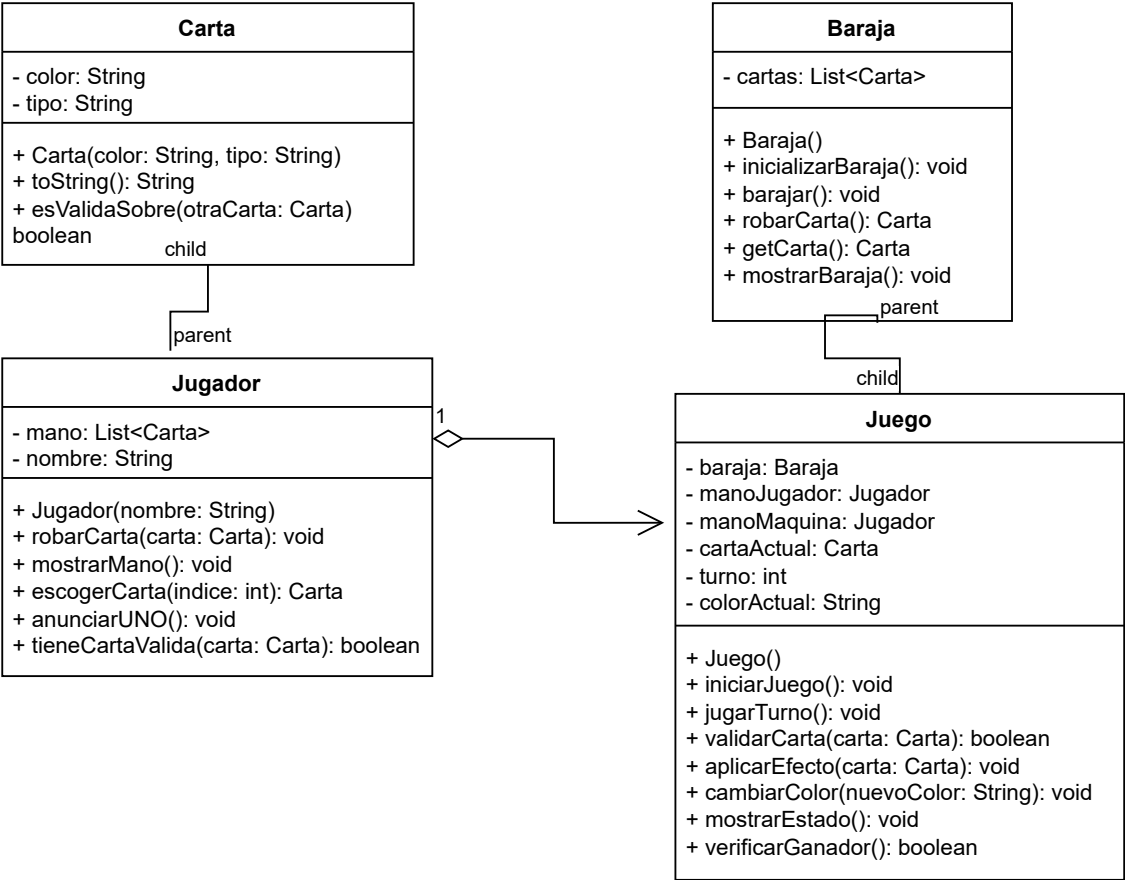 Carta
- color: String
- tipo: String
+ Carta(color: String, tipo: String)
+ toString(): String
+ esValidaSobre(otraCarta: Carta)
boolean
child
parent
Baraja
- cartas: List<Carta>
+ Baraja()
+ inicializarBaraja(): void
+ barajar(): void
+ robarCarta(): Carta
+ getCarta(): Carta
+ mostrarBaraja(): void
parent
child
Jugador
- mano: List<Carta>
- nombre: String
+ Jugador(nombre: String)
+ robarCarta(carta: Carta): void
+ mostrarMano(): void
+ escogerCarta(indice: int): Carta
+ anunciarUNO(): void
+ tieneCartaValida(carta: Carta): boolean
1
Juego
- baraja: Baraja
- manoJugador: Jugador
- manoMaquina: Jugador
- cartaActual: Carta
- turno: int
- colorActual: String
+ Juego()
+ iniciarJuego(): void
+ jugarTurno(): void
+ validarCarta(carta: Carta): boolean
+ aplicarEfecto(carta: Carta): void
+ cambiarColor(nuevoColor: String): void
+ mostrarEstado(): void
+ verificarGanador(): boolean